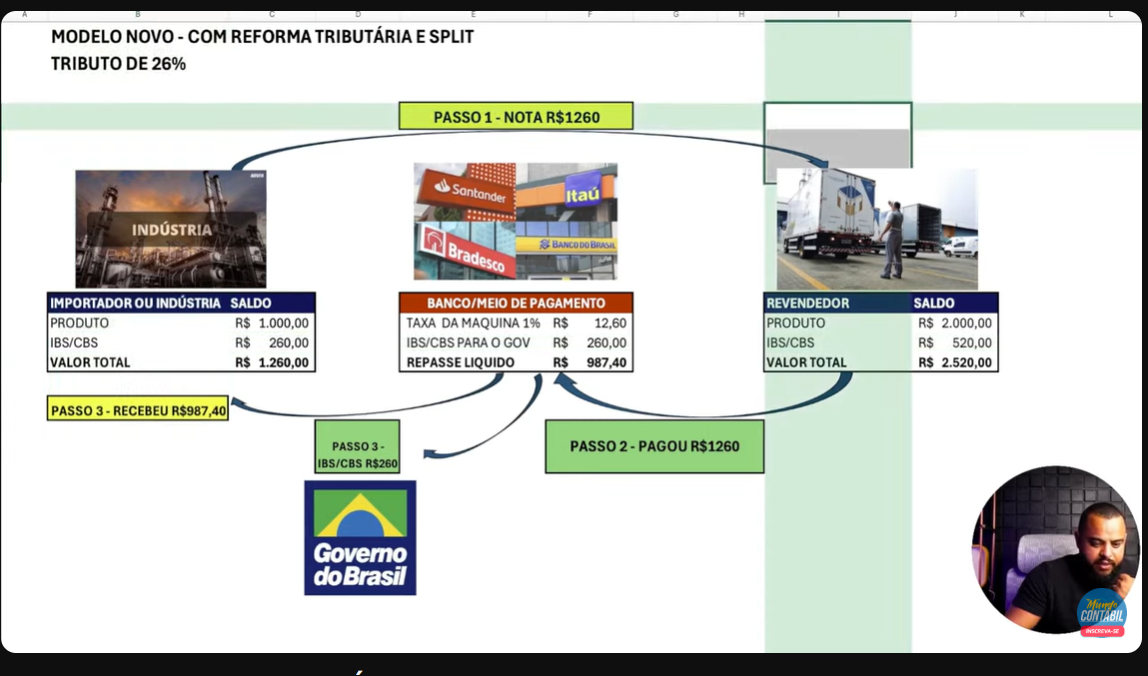 A B C D E F G H I J K L
MODELO NOVO - COM REFORMA TRIBUTÁRIA E SPLIT
TRIBUTO DE 26%
PASSO 1 - NOTA R$1260
INDÚSTRIA
Santander
Itaú
Bradesco
BANCO DO BRASIL
IMPORTADOR OU INDÚSTRIA SALDO
PRODUTO R$ 1.000,00
IBS/CBS R$ 260,00
VALOR TOTAL R$ 1.260,00
BANCO/MEIO DE PAGAMENTO
TAXA DA MAQUINA 1% R$ 12,60
IBS/CBS PARA O GOV R$ 260,00
REPASSE LIQUIDO R$ 987,40
REVENDEDOR SALDO
PRODUTO R$ 2.000,00
IBS/CBS R$ 520,00
VALOR TOTAL R$ 2.520,00
PASSO 3 - RECEBEU R$987,40
PASSO 3 -
IBS/CBS R$260
PASSO 2 - PAGOU R$1260
Governo
do Brasil
Mundo
CONTÁBIL
INSCREVA-SE